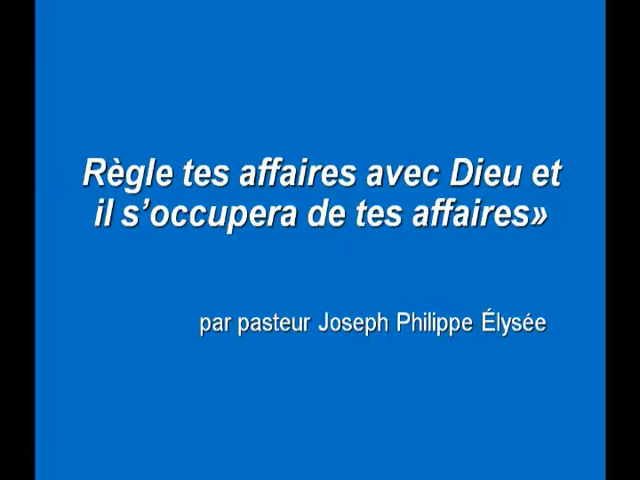 Règle tes affaires avec Dieu et
il s’occupera de tes affaires»
par pasteur Joseph Philippe Élysée